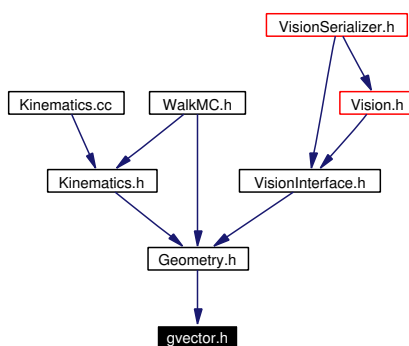 VisionSerializer.h
Kinematics.cc
WalkMC.h
Vision.h
Kinematics.h
VisionInterface.h
Geometry.h
gvector.h